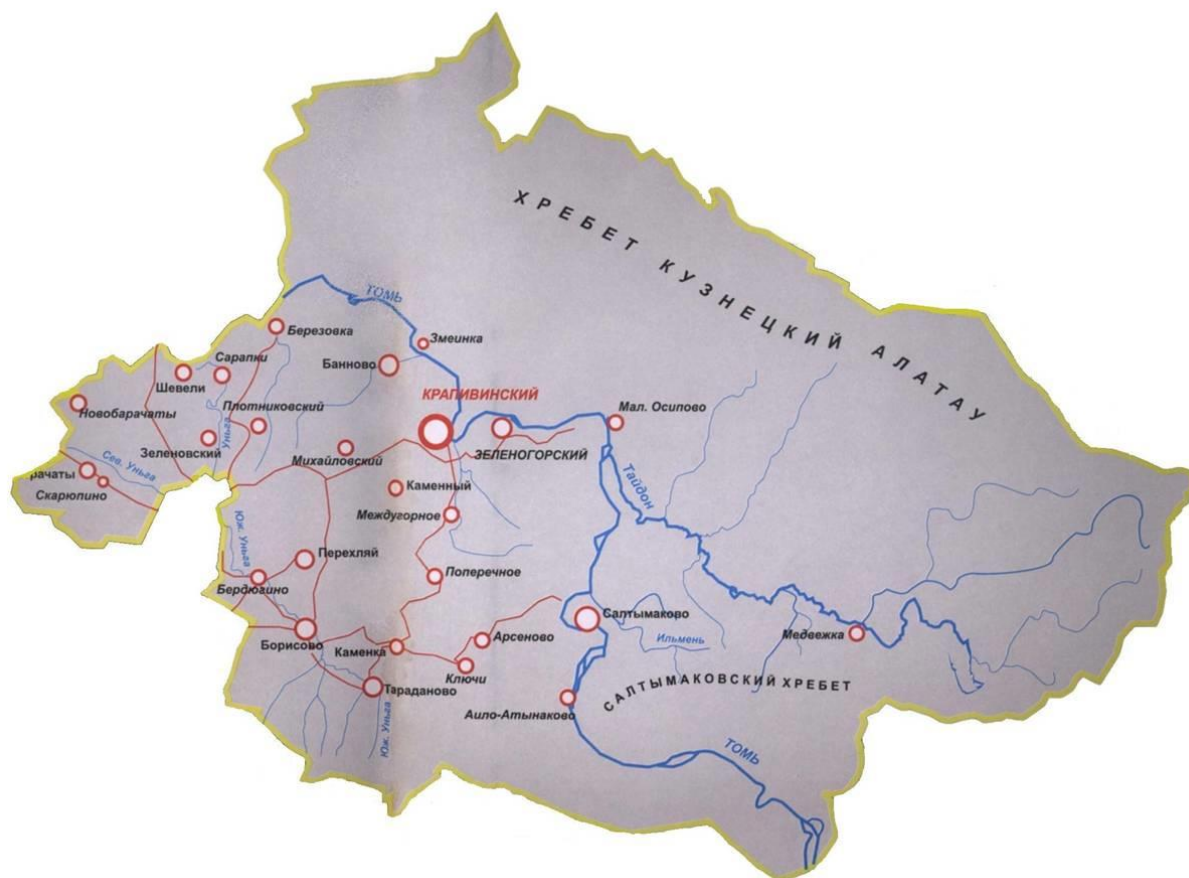 ХРЕБЕТ КУЗНЕЦКИЙ АЛАТАУ
ТОМЬ
Березовка
Змеинка
Сарапки
Банново
Шевели
КРАПИВИНСКИЙ
Новобарачаты
Плотниковский
Мал. Осипово
Уньга
Зеленовский
Михайловский
ЗЕЛЕНОГОРСКИЙ
Сев. Уньга
рачаты
Скарюпино
Каменный
Тайдон
Междугорное
Юж. Уньга
Перехляй
Бердюгино
Поперечное
Салтымаково
Борисово
Каменка
Арсеново
Ильмень
Медвежка
Ключи
Тараданово
САЛТЫМАКОВСКИЙ ХРЕБЕТ
Аило-Атынаково
Юж. Уньга
ТОМЬ